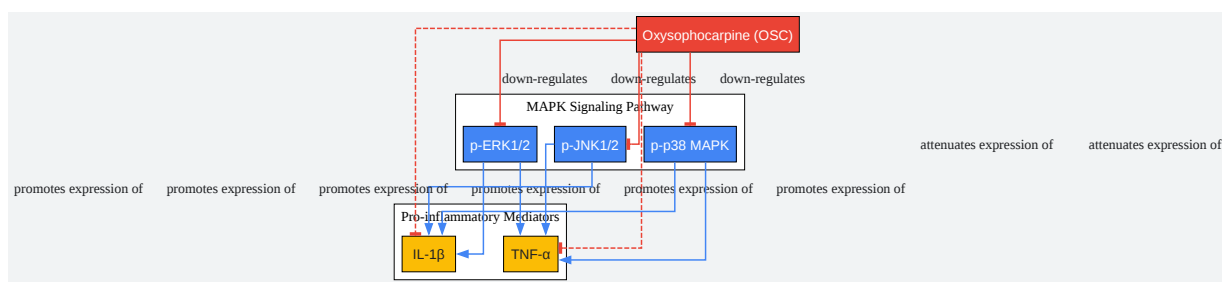 Oxysophocarpine (OSC)
down-regulates
down-regulates
down-regulates
MAPK Signaling Pathway
p-ERK1/2
p-JNK1/2
p-p38 MAPK
attenuates expression of
attenuates expression of
promotes expression of
promotes expression of
promotes expression of
promotes expression of
promotes expression of
promotes expression of
Pro-inflammatory Mediators
IL-1β
TNF-α